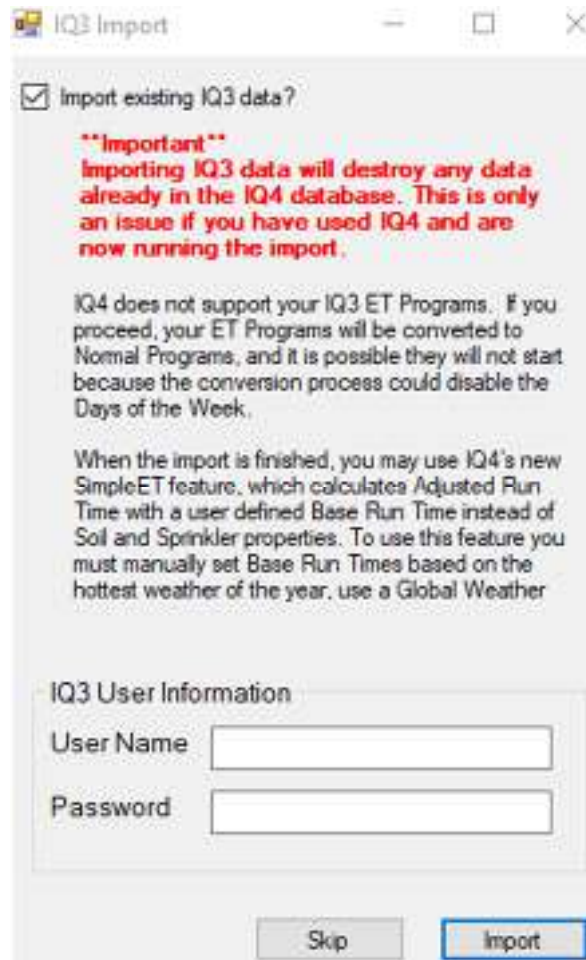 IQ3 Import
Import existing IQ3 data?
**Important**
Importing IQ3 data will destroy any data
already in the IQ4 database. This is only
an issue if you have used IQ4 and are
now running the import.
IQ4 does not support your IQ3 ET Programs. If you
proceed, your ET Programs will be converted to
Normal Programs, and it is possible they will not start
because the conversion process could disable the
Days of the Week.
When the import is finished, you may use IQ4's new
SimpleET feature, which calculates Adjusted Run
Time with a user defined Base Run Time instead of
Soil and Sprinkler properties. To use this feature you
must manually set Base Run Times based on the
hottest weather of the year, use a Global Weather
IQ3 User Information
User Name
Password
Skip Import